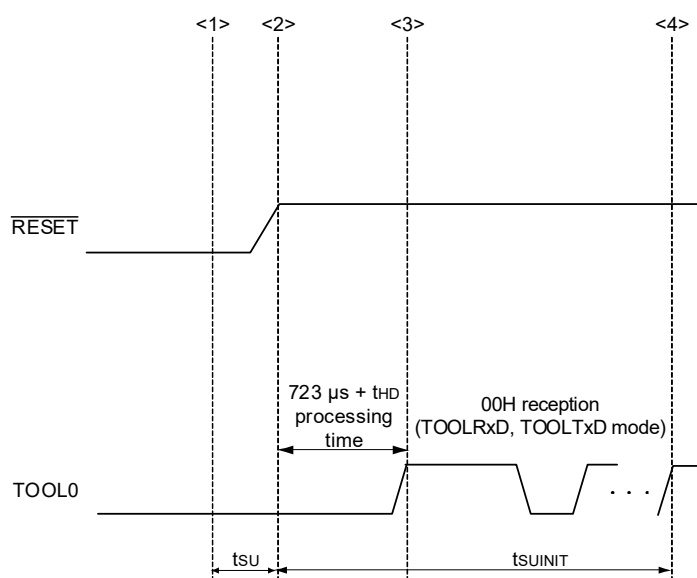 <1>
<2>
<3>
<4>
RESET
723 µs + tHD
processing
time
00H reception
(TOOLRxD, TOOLTxD mode)
TOOL0
. . .
tSU
tSUINIT